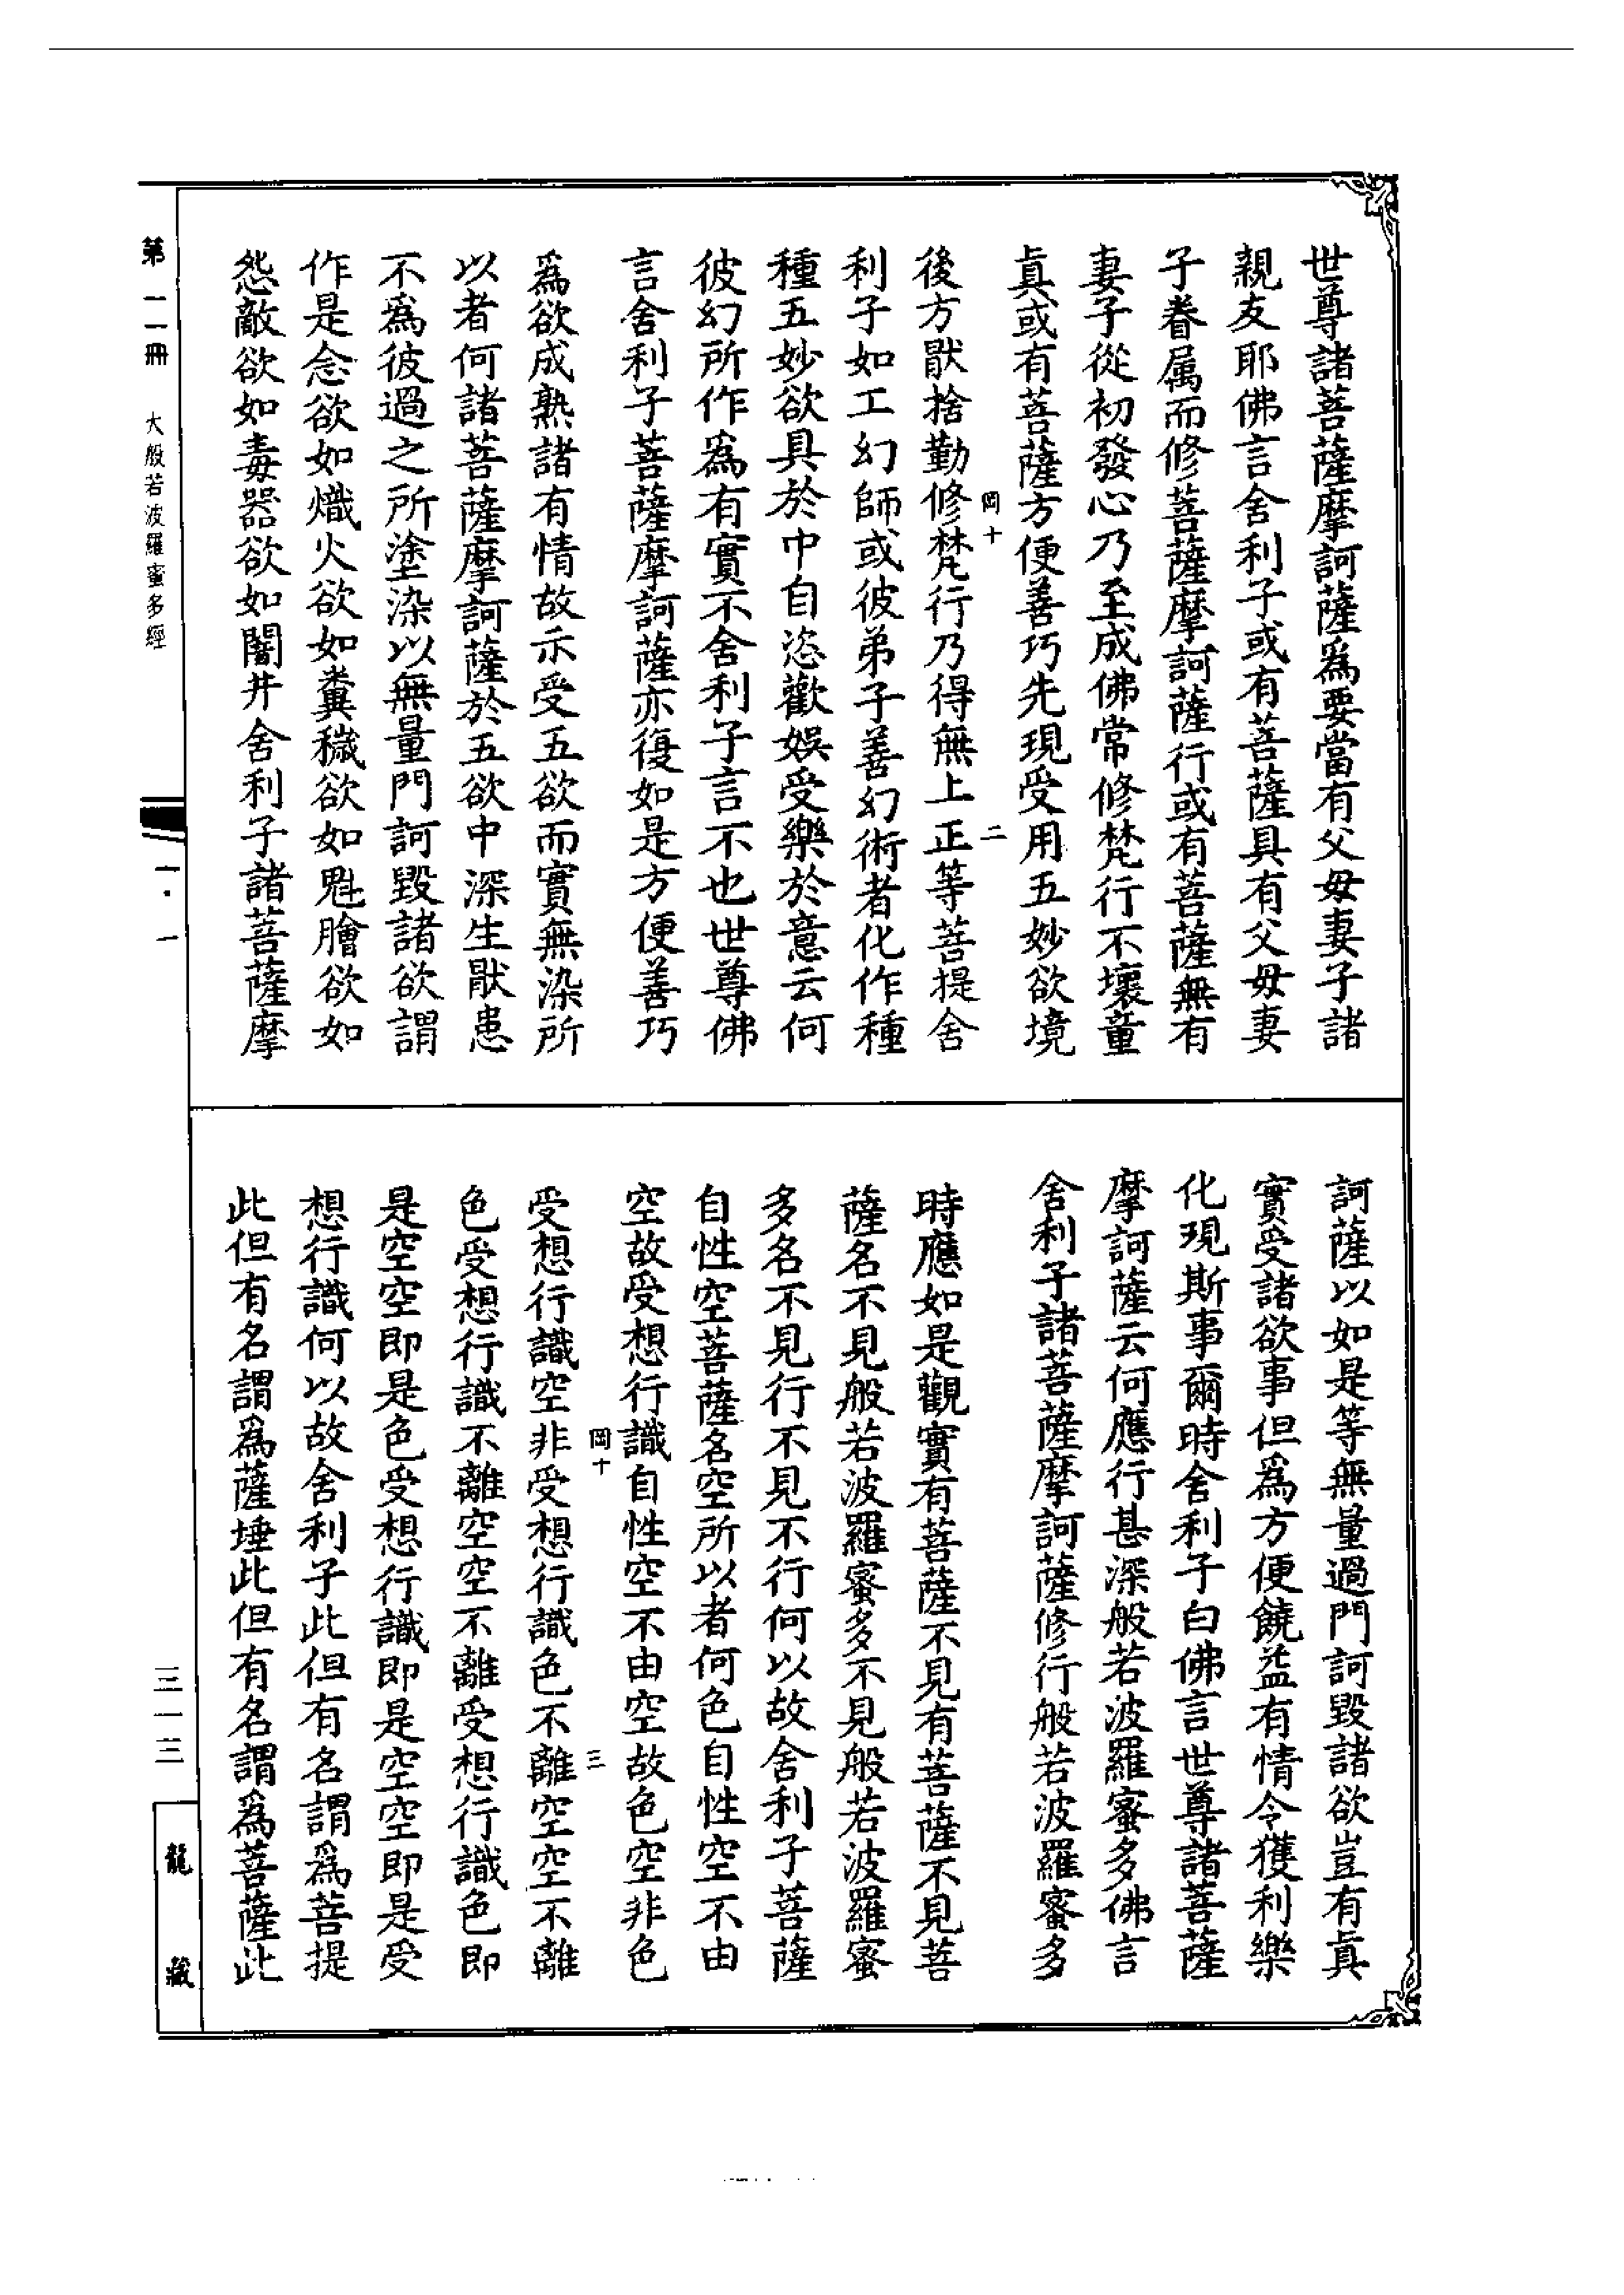 世尊諸菩薩摩訶薩爲要當有父母妻子諸
親友耶佛言舍利子或有菩薩具有父母妻
子眷属而修菩薩摩訶薩行或有菩薩無有
妻子從初發心乃至成佛常修梵行不壞童
真或有菩薩方便善巧先現受用五妙欲境
岡十 二
後方猒捨勤修梵行乃得無上正等菩提舍
利子如工幻師或彼弟子善幻術者化作種
種五妙欲具於中自恣歡娛受樂於意云何
彼幻所作爲有實不舍利子言不也世尊佛
言舍利子菩薩摩訶薩亦復如是方便善巧
爲欲成熟諸有情故示受五欲而實無染所
以者何諸菩薩摩訶薩於五欲中深生猒患
不爲彼過之所塗染以無量門訶毀諸欲謂
作是念欲如熾火欲如糞穢欲如魁膾欲如
怨敵欲如毒器欲如闇井舍利子諸菩薩摩
訶薩以如是等無量過門訶毀諸欲豈有真
實受諸欲事但爲方便饒益有情令獲利樂
化現斯事爾時舍利子白佛言世尊諸菩薩
摩訶薩云何應行甚深般若波羅蜜多佛言
舍利子諸菩薩摩訶薩修行般若波羅蜜多
時應如是觀實有菩薩不見有菩薩不見菩
薩名不見般若波羅蜜多不見般若波羅蜜
多名不見行不見不行何以故舍利子菩薩
自性空菩薩名空所以者何色自性空不由
空故受想行識自性空不由空故色空非色
岡十 三
受想行識空非受想行識色不離空空不離
色受想行識不離空空不離受想行識色即
是空空即是色受想行識即是空空即是受
想行識何以故舍利子此但有名謂爲菩提
此但有名謂爲薩埵此但有名謂爲菩薩此
第一一冊 大般若波羅蜜多經
一·一
三一三
龍藏